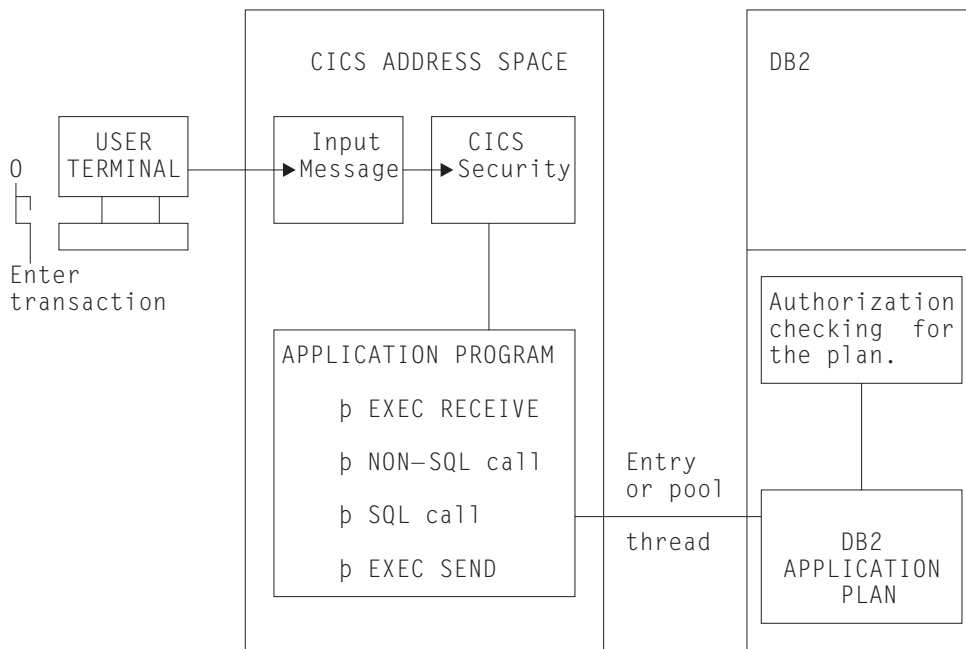 CICS ADDRESS SPACE
DB2
USER
TERMINAL
Input
Message
CICS
Security
O
Enter
transaction
Authorization
checking for
the plan.
APPLICATION PROGRAM
þ EXEC RECEIVE
þ NON–SQL call
þ SQL call
þ EXEC SEND
Entry
or pool
thread
DB2
APPLICATION
PLAN